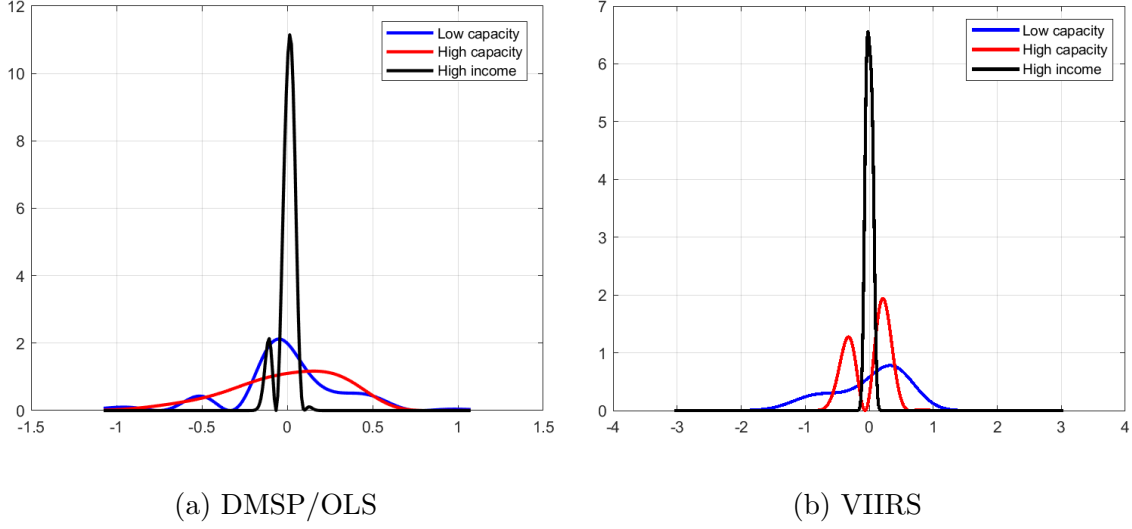 12
10
8
6
4
2
0
-1.5 -1 -0.5 0 0.5 1 1.5
Low capacity
High capacity
High income
(a) DMSP/OLS
7
6
5
4
3
2
1
0
-4 -3 -2 -1 0 1 2 3 4
Low capacity
High capacity
High income
(b) VIIRS